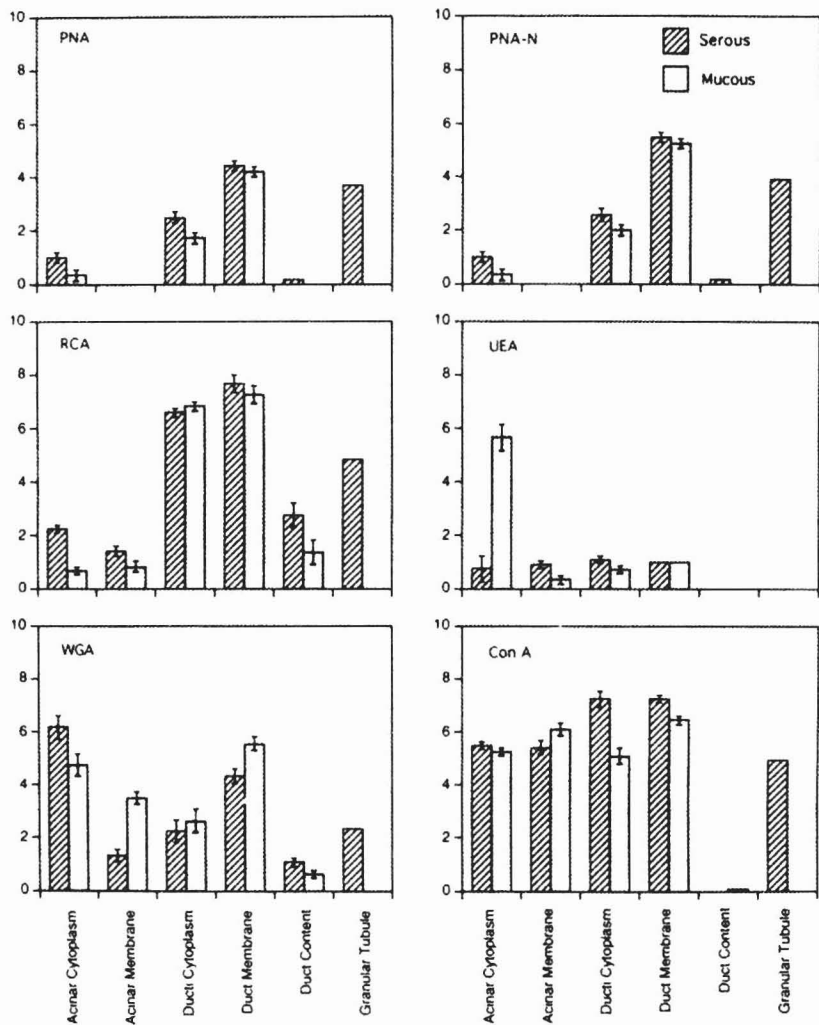 PNA
10
8
6
4
2
0
PNA-N
Serous
Mucous
10
8
6
4
2
0
RCA
10
8
6
4
2
0
UEA
10
8
6
4
2
0
WGA
10
8
6
4
2
0
Con A
10
8
6
4
2
0
Acinar Cytoplasm
Acinar Membrane
Duct Cytoplasm
Duct Membrane
Duct Content
Granular Tubule
Acinar Cytoplasm
Acinar Membrane
Ducti Cytoplasm
Duct Membrane
Duct Content
Granular Tubule